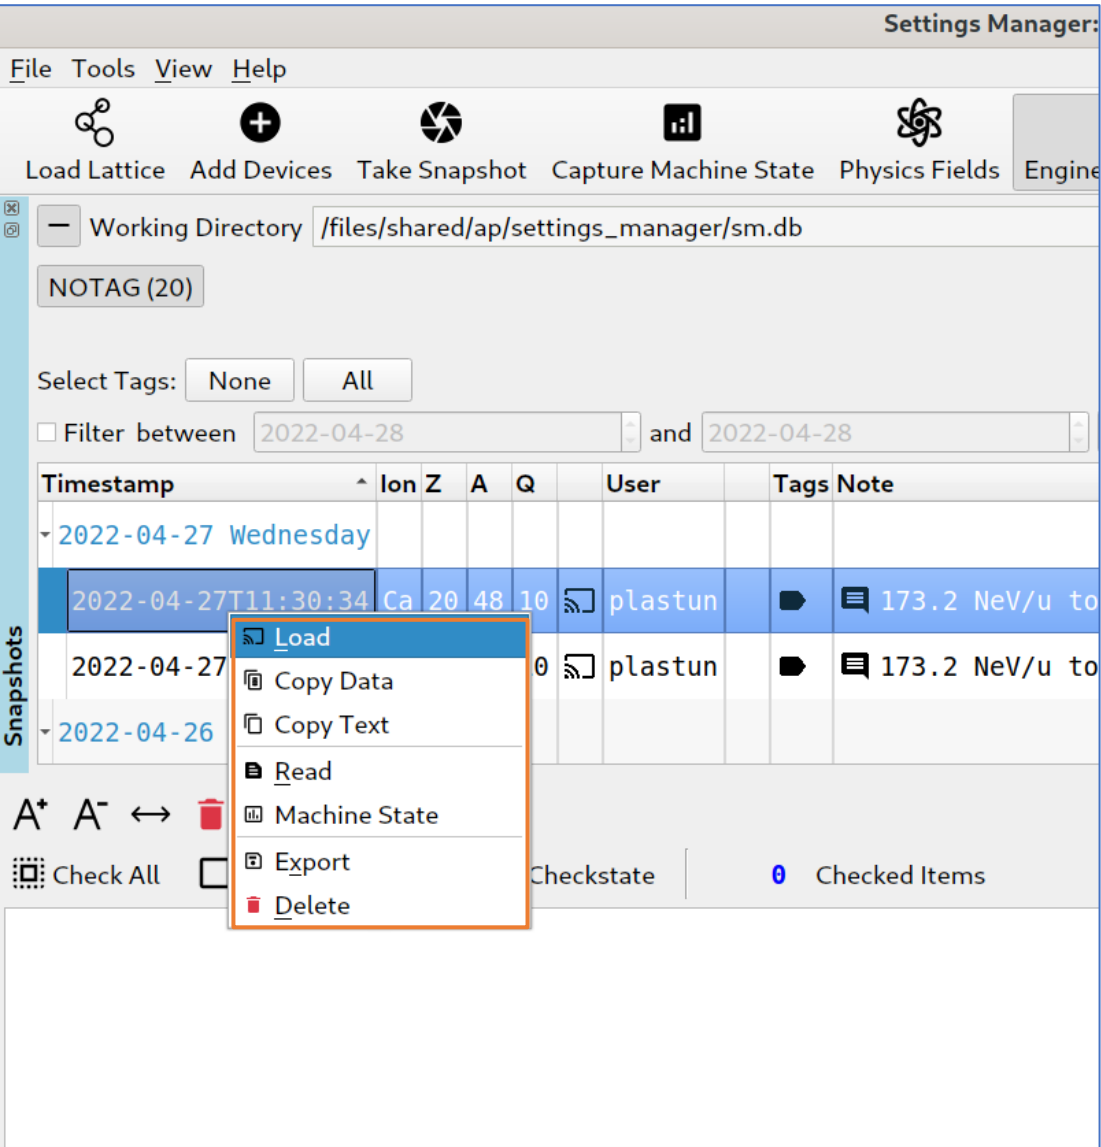 Settings Manager:
File Tools View Help
Load Lattice Add Devices Take Snapshot Capture Machine State Physics Fields Engine
Working Directory /files/shared/ap/settings_manager/sm.db
NOTAG (20)
Select Tags: None All
Filter between 2022-04-28 and 2022-04-28
Timestamp Ion Z A Q User Tags Note
2022-04-27 Wednesday
2022-04-27T11:30:34 Ca 20 48 10 plastun 173.2 NeV/u to
Load
2022-04-27 0 plastun 173.2 NeV/u to
Copy Data
Copy Text
2022-04-26
Snapshots
Read
Machine State
A+ A-
Export
Check All Checkstate 0 Checked Items
Delete